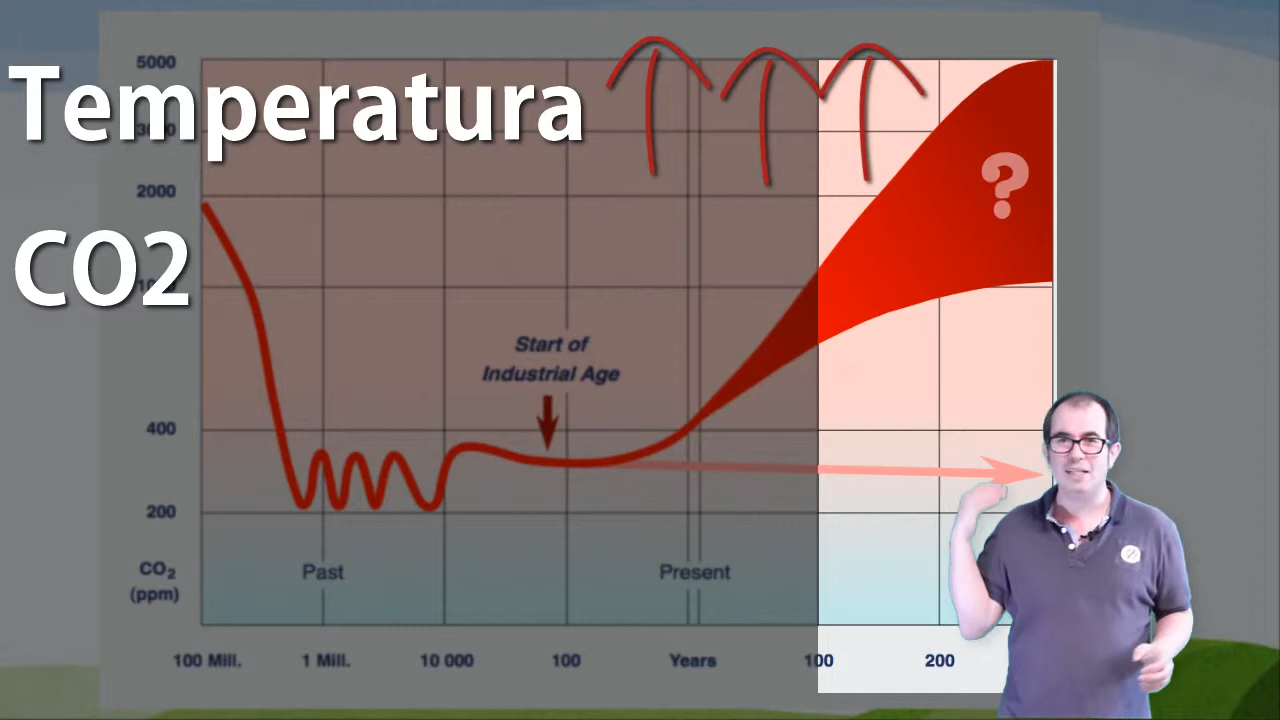 Temperatura
CO2
5000
3000
2000
400
200
CO₂
(ppm)
Start of
Industrial Age
?
Past
Present
100 Mill.
1 Mill.
10 000
100
Years
100
200